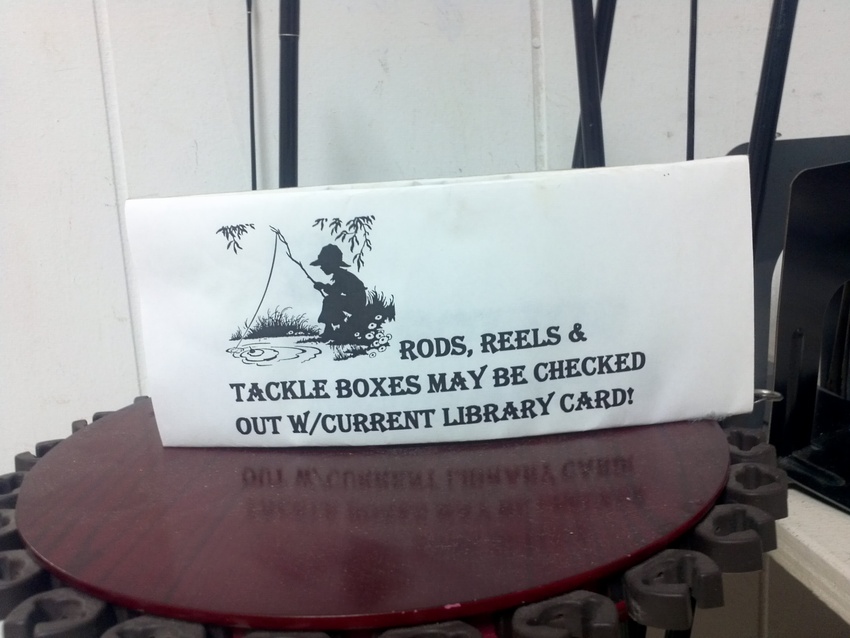 RODS, REELS &
TACKLE BOXES MAY BE CHECKED
OUT W/CURRENT LIBRARY CARD!